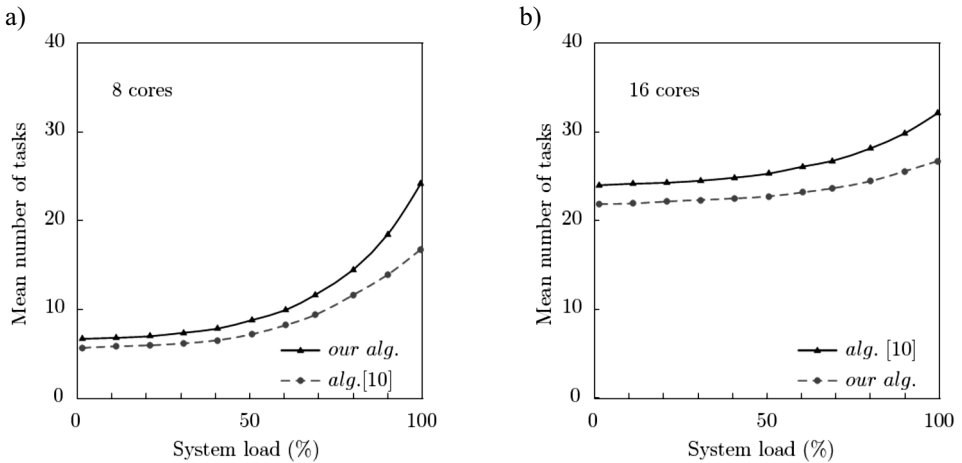 a)
40
30
20
10
0
8 cores
our alg.
alg.[10]
0 50 100
System load (%)
Mean number of tasks
b)
40
30
20
10
0
16 cores
alg. [10]
our alg.
0 50 100
System load (%)
Mean number of tasks